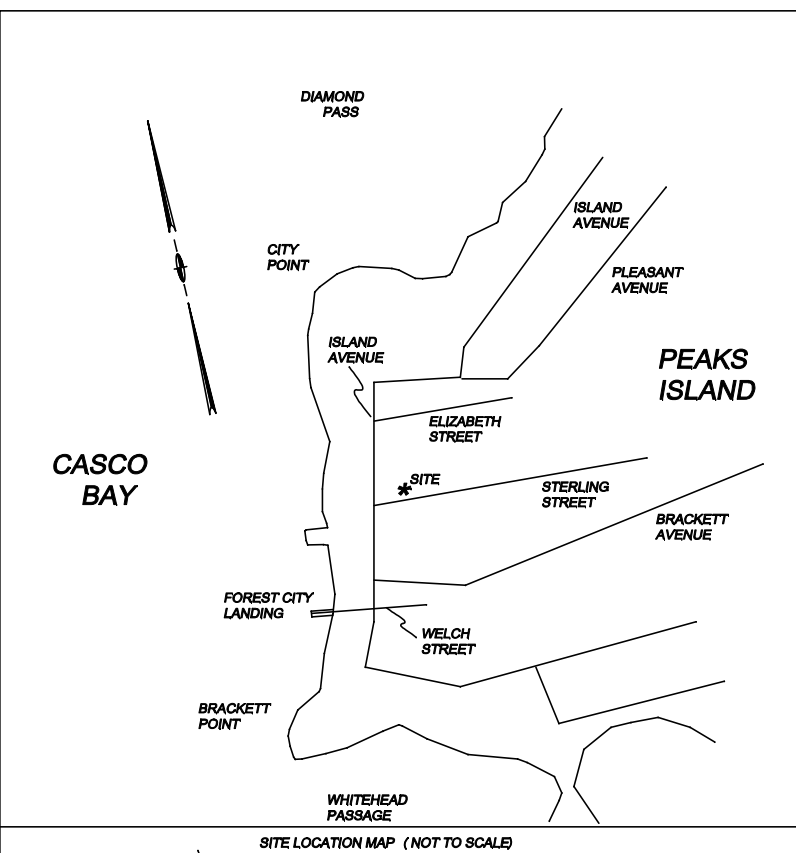 DIAMOND
PASS
ISLAND
AVENUE
CITY
POINT
PLEASANT
AVENUE
ISLAND
AVENUE
PEAKS
ISLAND
ELIZABETH
STREET
CASCO
BAY
SITE
STERLING
STREET
BRACKETT
AVENUE
FOREST CITY
LANDING
WELCH
STREET
BRACKETT
POINT
WHITEHEAD
PASSAGE
SITE LOCATION MAP ( NOT TO SCALE)